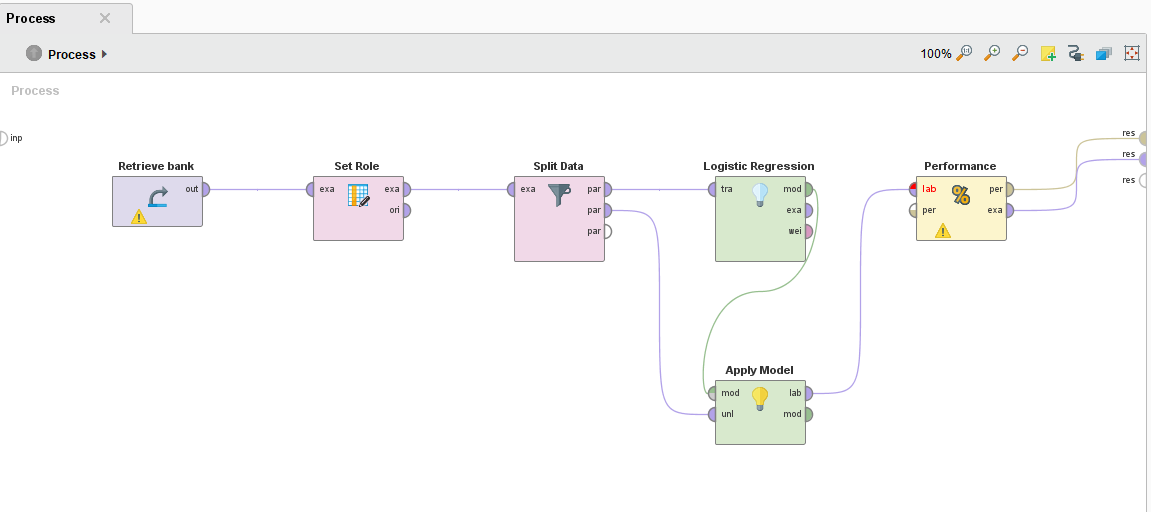 Process
Process
100%
Process
inp
Retrieve bank
out
Set Role
exa
exa
ori
Split Data
exa
par
par
par
Logistic Regression
tra
mod
exa
wei
Performance
lab
per
per
exa
%
res
res
res
Apply Model
mod
lab
unl
mod